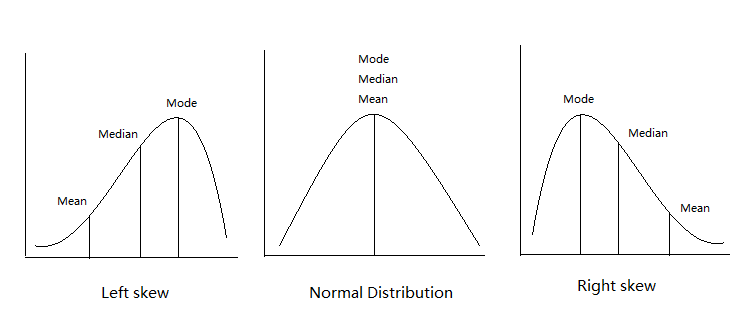 Mode
Median
Mean
Left skew
Mode
Median
Mean
Normal Distribution
Mode
Median
Mean
Right skew